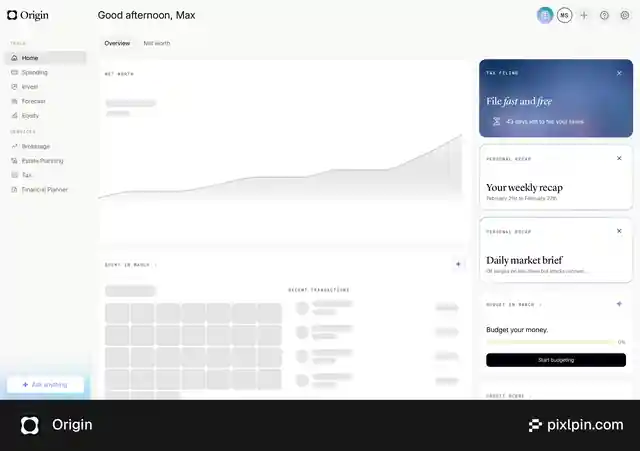 Origin
Good afternoon, Max
MS
TOOLS
Home
Spending
Invest
Forecast
Equity
SERVICES
Brokerage
Estate Planning
Tax
Financial Planner
Ask anything
Overview
Net worth
NET WORTH
SPENT IN MARCH
RECENT TRANSACTIONS
TAX FILING
File fast and free
43 days left to file your taxes
PERSONAL RECAP
Your weekly recap
February 21st to February 27th
PERSONAL RECAP
Daily market brief
BUDGET IN MARCH
Budget your money.
0%
Start budgeting
CREDIT SCORE
Origin
pixlpin.com